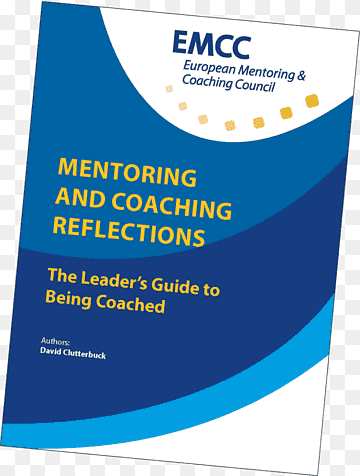 EMCC
European Mentoring &
Coaching Council
MENTORING
AND COACHING
REFLECTIONS
The Leader's Guide to
Being Coached
Authors:
David Clutterbuck